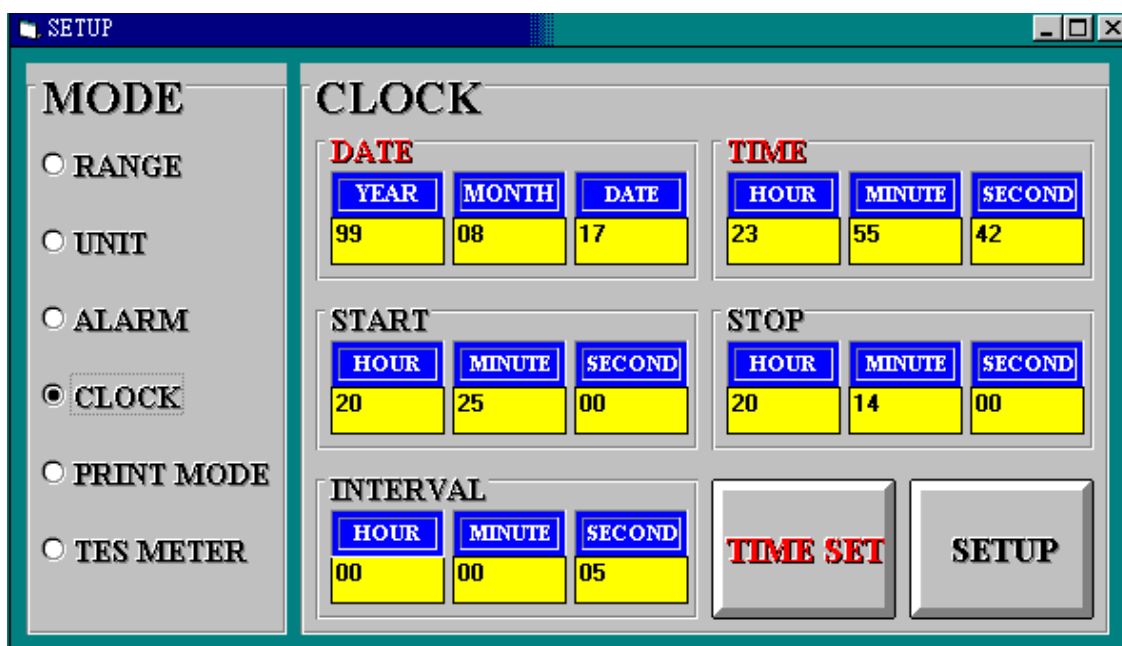 SETUP
MODE
RANGE
UNIT
ALARM
CLOCK
PRINT MODE
TES METER
CLOCK
DATE
YEAR MONTH DATE
99 08 17
TIME
HOUR MINUTE SECOND
23 55 42
START
HOUR MINUTE SECOND
20 25 00
STOP
HOUR MINUTE SECOND
20 14 00
INTERVAL
HOUR MINUTE SECOND
00 00 05
TIME SET
SETUP